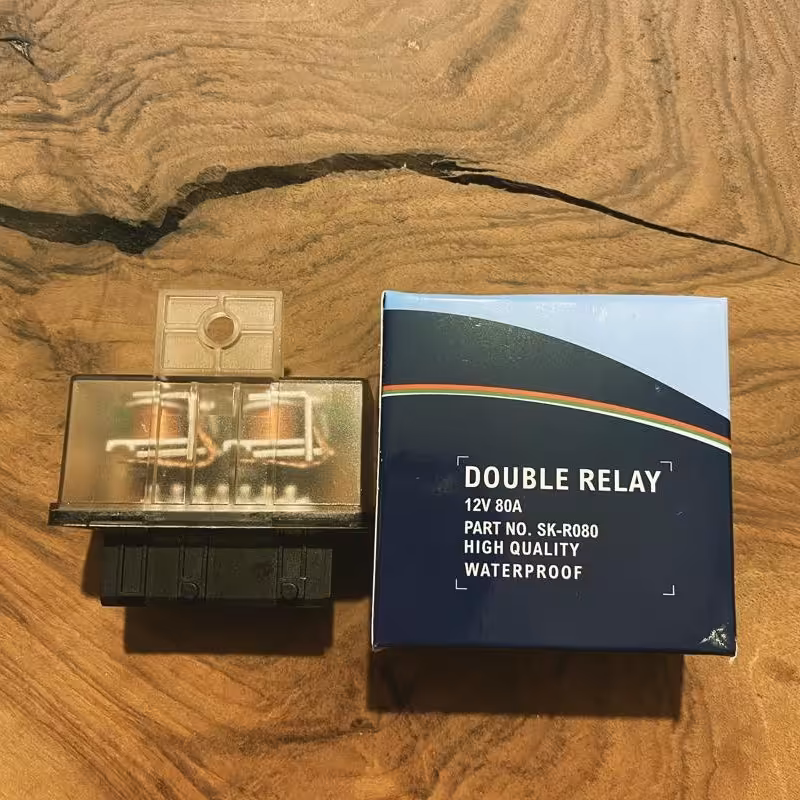 DOUBLE RELAY
12V 80A
PART NO. SK-R080
HIGH QUALITY
WATERPROOF